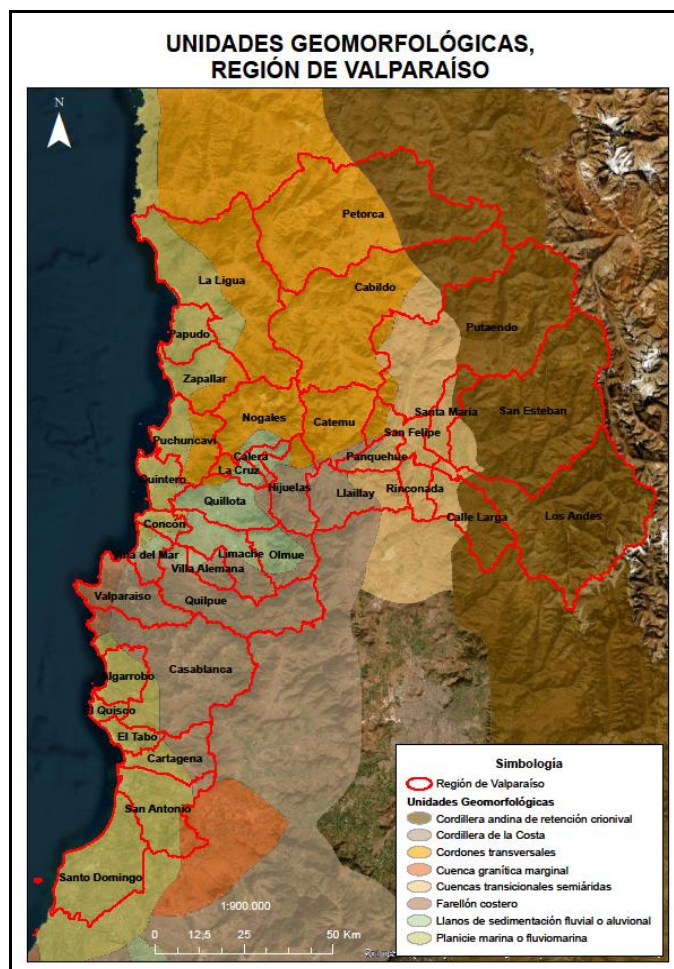 UNIDADES GEOMORFOLÓGICAS,
REGIÓN DE VALPARAÍSO
N
Petorca
La Ligua
Cabildo
Papudo
Putaendo
Zapallar
Santa María
San Esteban
Nogales
Catemu
San Felipe
Puchuncaví
Calera
Panquehue
La Cruz
Quintero
Hijuelas
Llaillay
Rinconada
Quillota
Calle Larga
Los Andes
Concón
ña del Mar
Limache
Olmue
Villa Alemana
Valparaíso
Quilpue
Casablanca
Algarrobo
El Quisco
El Tabo
Cartagena
San Antonio
Santo Domingo
Simbología
Región de Valparaíso
Unidades Geomorfológicas
Cordillera andina de retención crionival
Cordillera de la Costa
Cordones transversales
Cuenca granítica marginal
Cuencas transicionales semiáridas
Farellón costero
Llanos de sedimentación fluvial o aluvional
Planicie marina o fluviomarina
1:900.000
0 12,5 25 50 Km